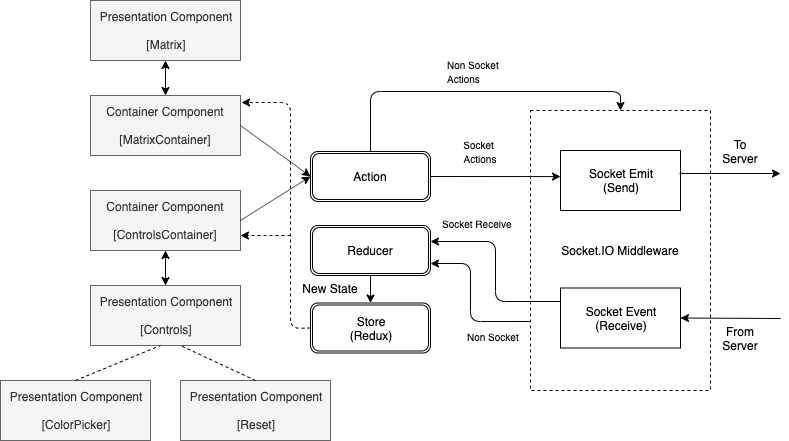 Presentation Component
[Matrix]
Container Component
[MatrixContainer]
Container Component
[ControlsContainer]
Presentation Component
[Controls]
Presentation Component
[ColorPicker]
Presentation Component
[Reset]
Non Socket
Actions
Socket
Actions
Action
Socket Receive
Reducer
New State
Store
(Redux)
Non Socket
Socket Emit
(Send)
Socket.IO Middleware
Socket Event
(Receive)
To
Server
From
Server